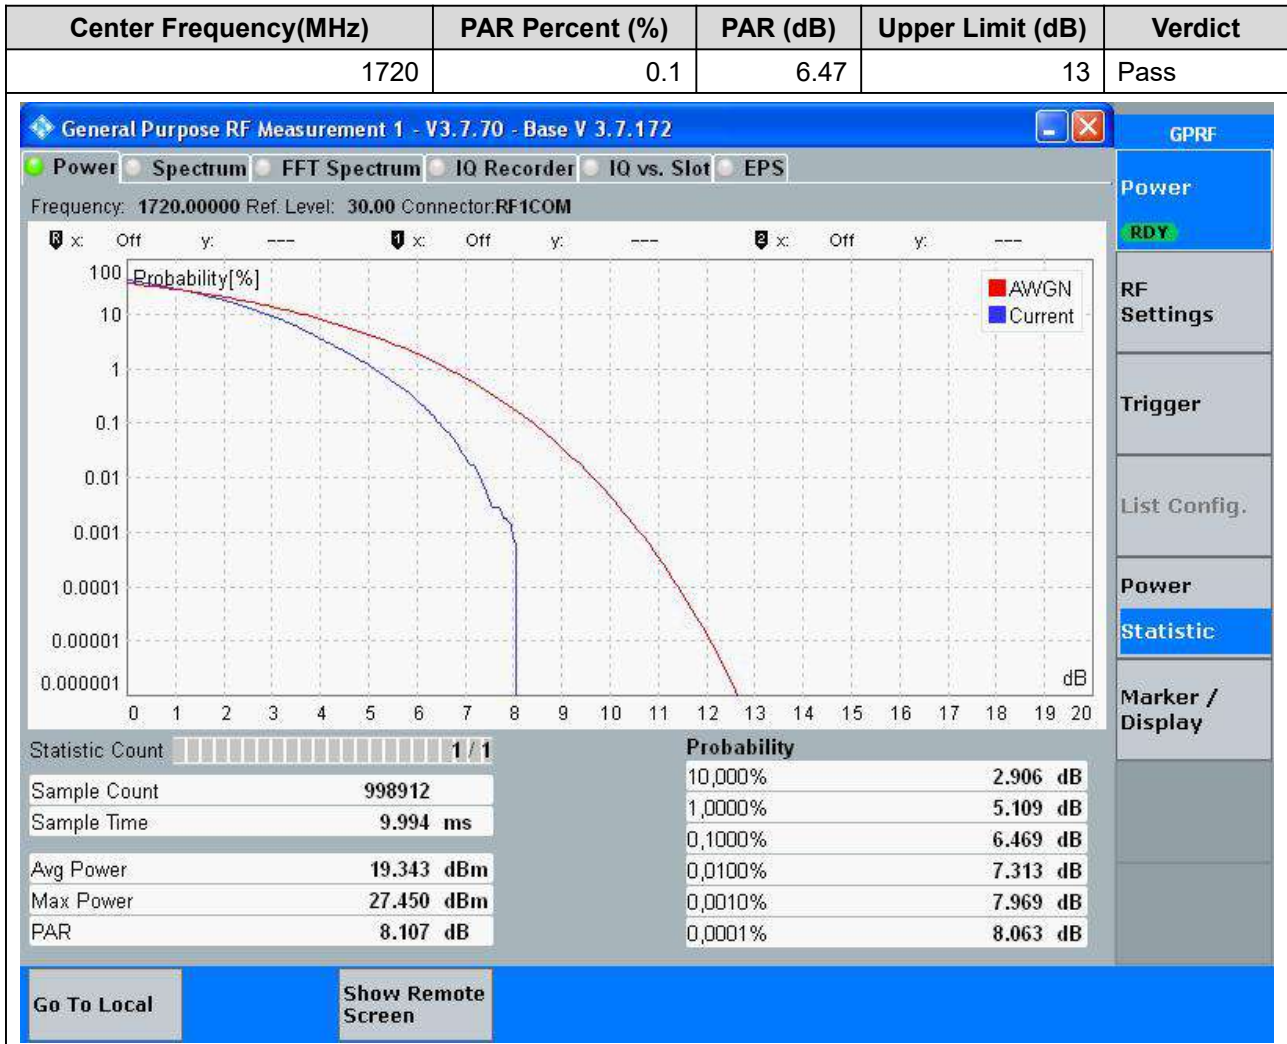 Center Frequency(MHz) PAR Percent (%) PAR (dB) Upper Limit (dB) Verdict
1720 0.1 6.47 13 Pass
General Purpose RF Measurement 1 - V3.7.70 - Base V 3.7.172
GPRF
Power Spectrum FFT Spectrum IQ Recorder IQ vs. Slot EPS
Power
RDY
Frequency: 1720.00000 Ref. Level: 30.00 Connector:RF1COM
R x: Off y: --- 1 x: Off y: --- 2 x: Off y: ---
Probability[%]
AWGN
Current
100
10
1
0.1
0.01
0.001
0.0001
0.00001
0.000001
dB
0 1 2 3 4 5 6 7 8 9 10 11 12 13 14 15 16 17 18 19 20
RF
Settings
Trigger
List Config.
Power
Statistic
Marker /
Display
Statistic Count 1 / 1
Sample Count 998912
Sample Time 9.994 ms
Avg Power 19.343 dBm
Max Power 27.450 dBm
PAR 8.107 dB
Probability
10,000% 2.906 dB
1,0000% 5.109 dB
0,1000% 6.469 dB
0,0100% 7.313 dB
0,0010% 7.969 dB
0,0001% 8.063 dB
Go To Local
Show Remote
Screen